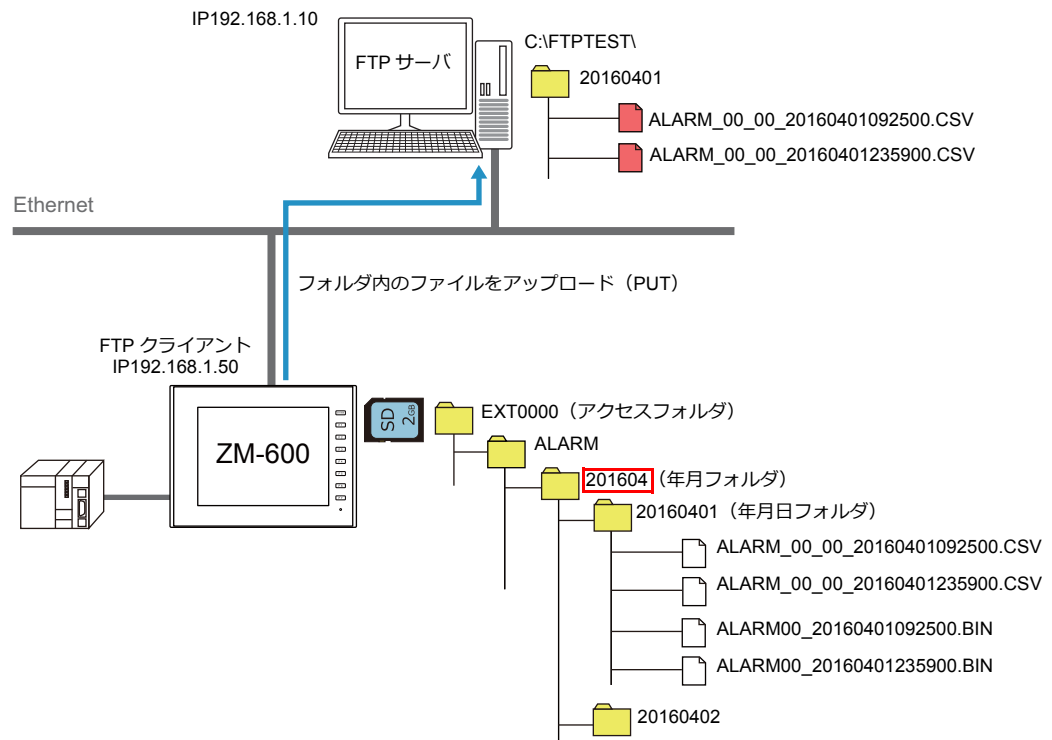 IP192.168.1.10
FTP サーバ
C:\FTPTEST\
20160401
ALARM_00_00_20160401092500.CSV
ALARM_00_00_20160401235900.CSV
Ethernet
フォルダ内のファイルをアップロード（PUT）
FTP クライアント
IP192.168.1.50
ZM-600
SD
2GB
EXT0000（アクセスフォルダ）
ALARM
201604（年月フォルダ）
20160401（年月日フォルダ）
ALARM_00_00_20160401092500.CSV
ALARM_00_00_20160401235900.CSV
ALARM00_20160401092500.BIN
ALARM00_20160401235900.BIN
20160402